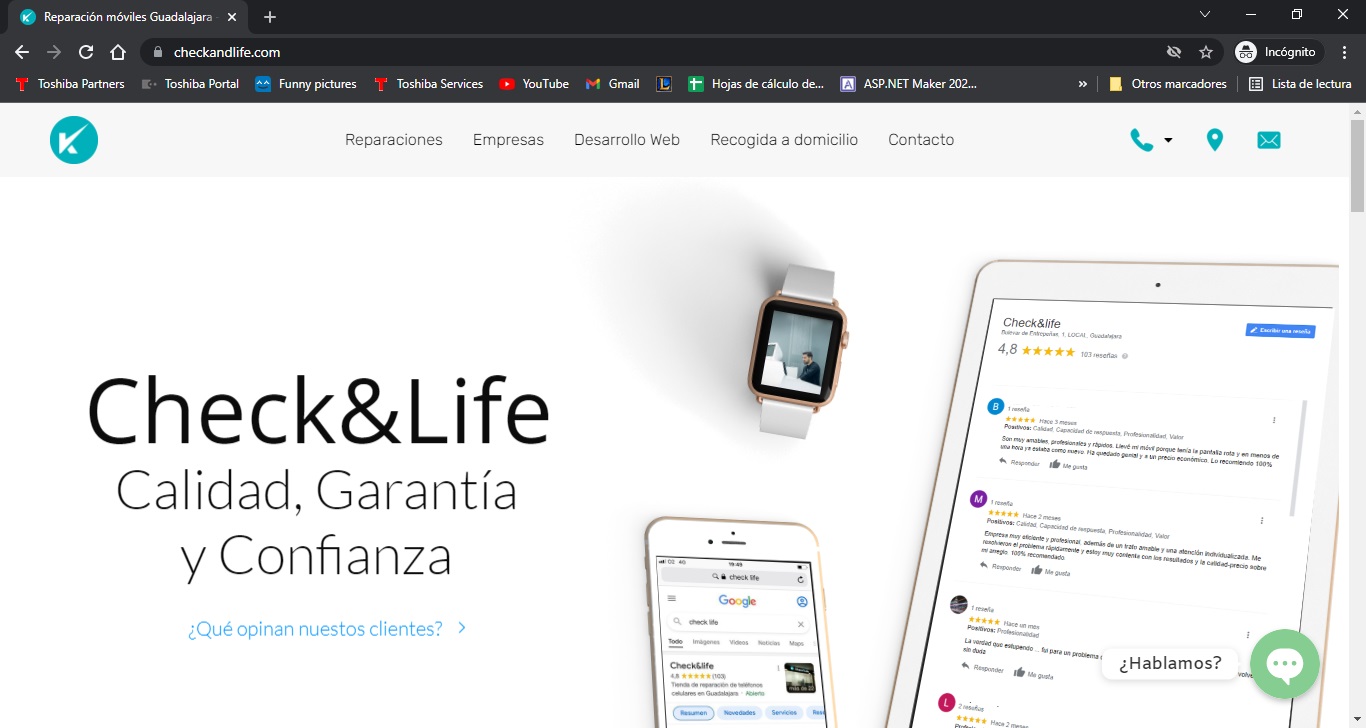 Reparación móviles Guadalajara
checkandlife.com
Incógnito
Toshiba Partners
Toshiba Portal
Funny pictures
Toshiba Services
YouTube
Gmail
Hojas de cálculo de...
ASP.NET Maker 202...
»
Otros marcadores
Lista de lectura
Reparaciones
Empresas
Desarrollo Web
Recogida a domicilio
Contacto
Check&Life
Calidad, Garantía
y Confianza
¿Qué opinan nuestos clientes? >
Check&life
Bulevar de Entrepeñas, 1, LOCAL, Guadalajara
Escribir una reseña
4,8 ★★★★★ 103 reseñas
B
1 reseña
★★★★★ Hace 3 meses
Positivos: Calidad, Capacidad de respuesta, Profesionalidad, Valor
Son muy amables, profesionales y rápidos. Llevé mi móvil porque tenía la pantalla rota y en menos de
una hora ya estaba como nuevo. Ha quedado genial y a un precio económico. Lo recomiendo 100%
Responder
Me gusta
M
1 reseña
★★★★★ Hace 2 meses
Positivos: Calidad, Capacidad de respuesta, Profesionalidad, Valor
Empresa muy eficiente y profesional, además de un trato amable y una atención individualizada. Me
resolvieron el problema rápidamente y estoy muy contenta con los resultados y la calidad-precio sobre
mi arreglo. 100% recomendado.
Responder
Me gusta
1 reseña
★★★★★ Hace un mes
Positivos: Profesionalidad
La verdad que estupendo ... fui para un problema
sin duda
Responder
Me gusta
L
2 reseñas
★★★★★ Hace 2 meses
O2 4G
19:49
check life
Google
check life
Todo
Imágenes
Vídeos
Noticias
Maps
Check&life
4,8 ★★★★★ (103)
Tienda de reparación de teléfonos
celulares en Guadalajara · Abierto
más de 20
Resumen
Novedades
Servicios
¿Hablamos?